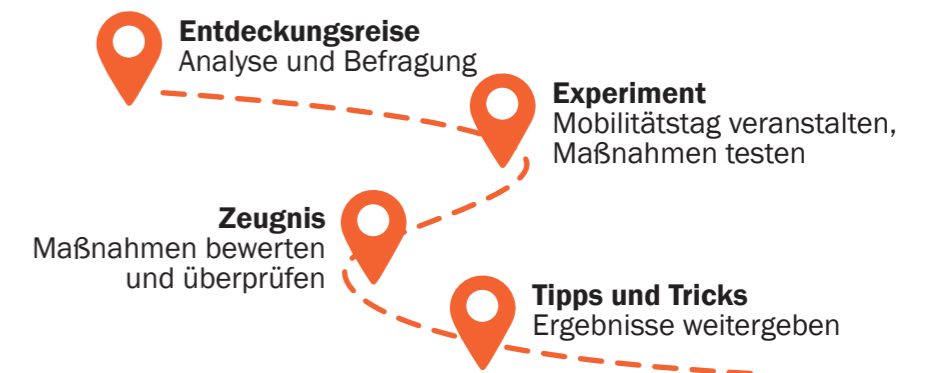 Entdeckungsreise
Analyse und Befragung
Experiment
Mobilitätstag veranstalten,
Maßnahmen testen
Zeugnis
Maßnahmen bewerten
und überprüfen
Tipps und Tricks
Ergebnisse weitergeben